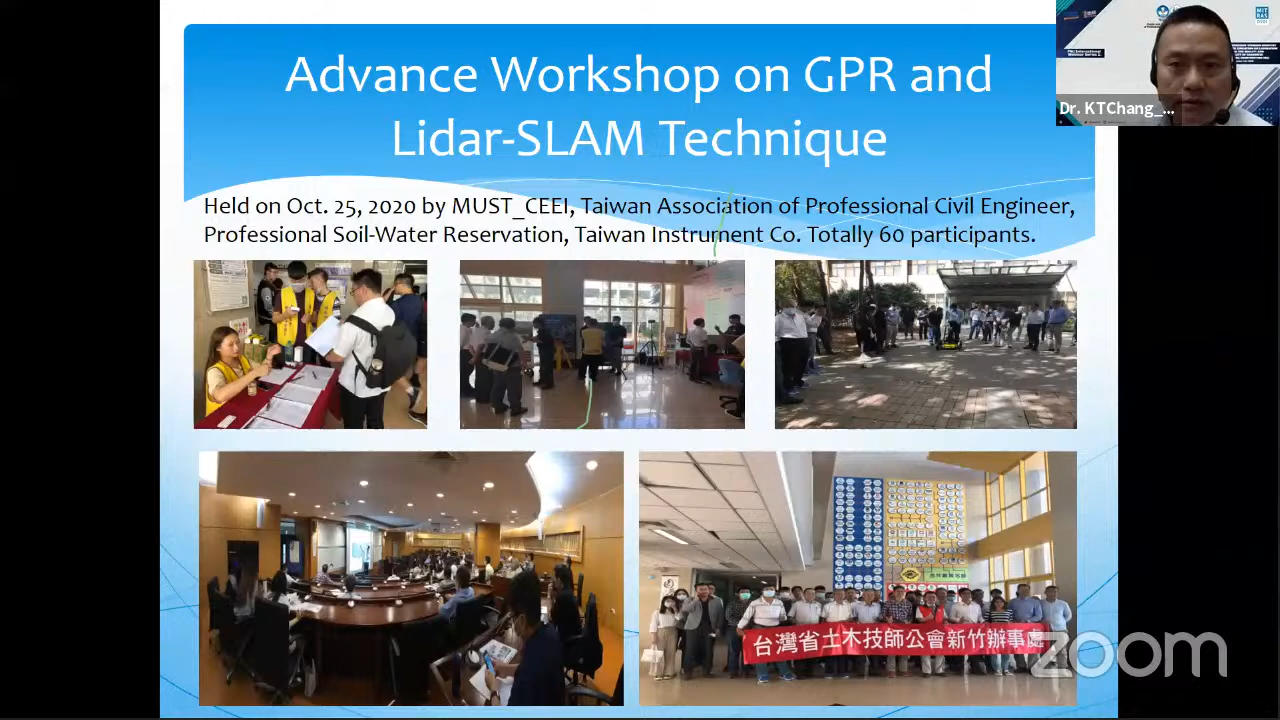 Advance Workshop on GPR and
Lidar-SLAM Technique
Held on Oct. 25, 2020 by MUST_CEEI, Taiwan Association of Professional Civil Engineer,
Professional Soil-Water Reservation, Taiwan Instrument Co. Totally 60 participants.
台灣省土木技師公會新竹辦事處
Dr. KTChang_...
zoom